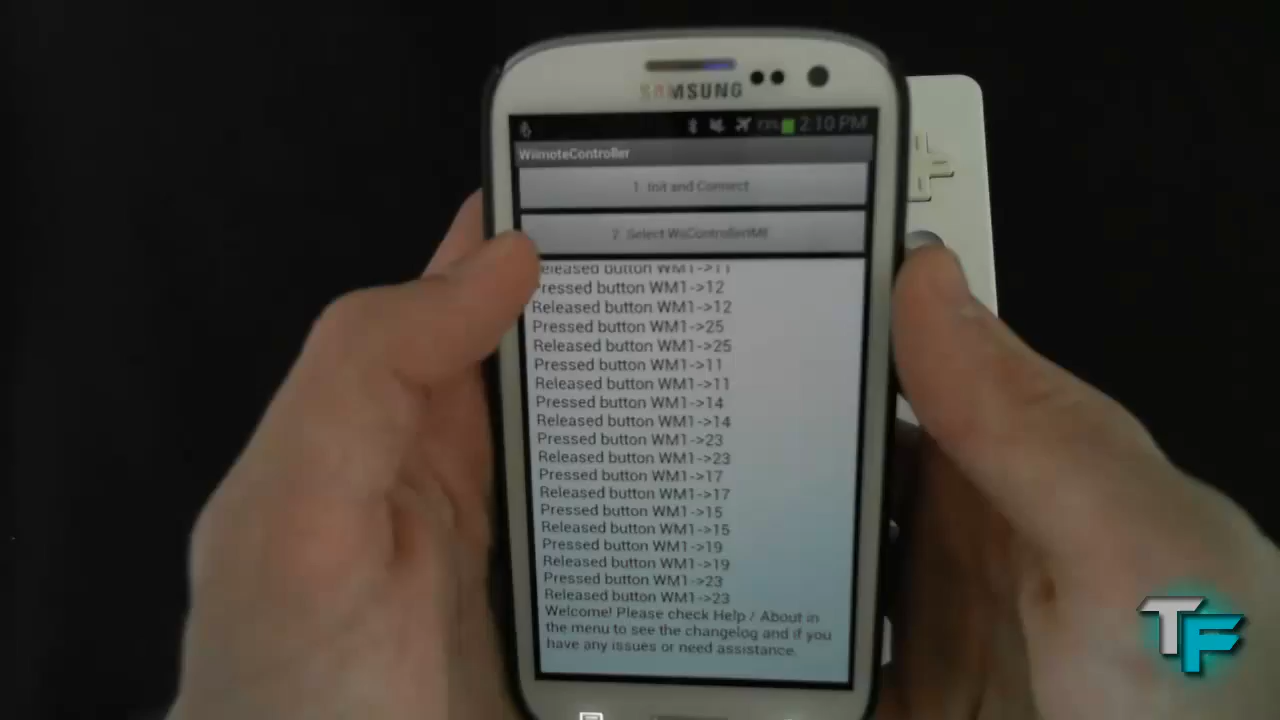 SAMSUNG
2:10 PM
WiimoteController
1. Init and Connect
2. Select WiiControllerIME
Released button WM1->11
Pressed button WM1->12
Released button WM1->12
Pressed button WM1->25
Released button WM1->25
Pressed button WM1->11
Released button WM1->11
Pressed button WM1->14
Released button WM1->14
Pressed button WM1->23
Released button WM1->23
Pressed button WM1->17
Released button WM1->17
Pressed button WM1->15
Released button WM1->15
Pressed button WM1->19
Released button WM1->19
Pressed button WM1->23
Released button WM1->23
Welcome! Please check Help / About in
the menu to see the changelog and if you
have any issues or need assistance.
TF